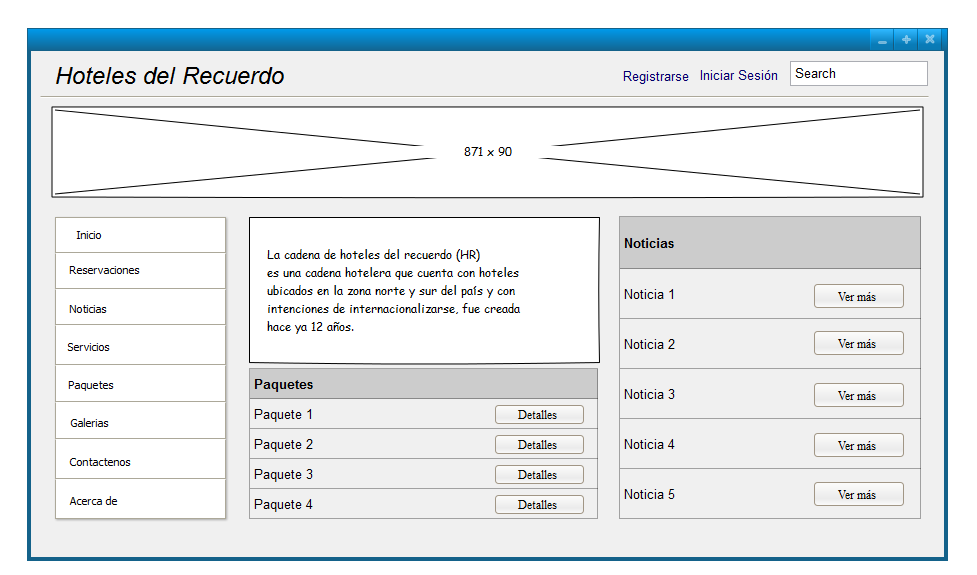 Hoteles del Recuerdo
Registrarse Iniciar Sesión Search
871 x 90
Inicio
Reservaciones
Noticias
Servicios
Paquetes
Galerias
Contactenos
Acerca de
La cadena de hoteles del recuerdo (HR)
es una cadena hotelera que cuenta con hoteles
ubicados en la zona norte y sur del país y con
intenciones de internacionalizarse, fue creada
hace ya 12 años.
Paquetes
Paquete 1 Detalles
Paquete 2 Detalles
Paquete 3 Detalles
Paquete 4 Detalles
Noticias
Noticia 1 Ver más
Noticia 2 Ver más
Noticia 3 Ver más
Noticia 4 Ver más
Noticia 5 Ver más